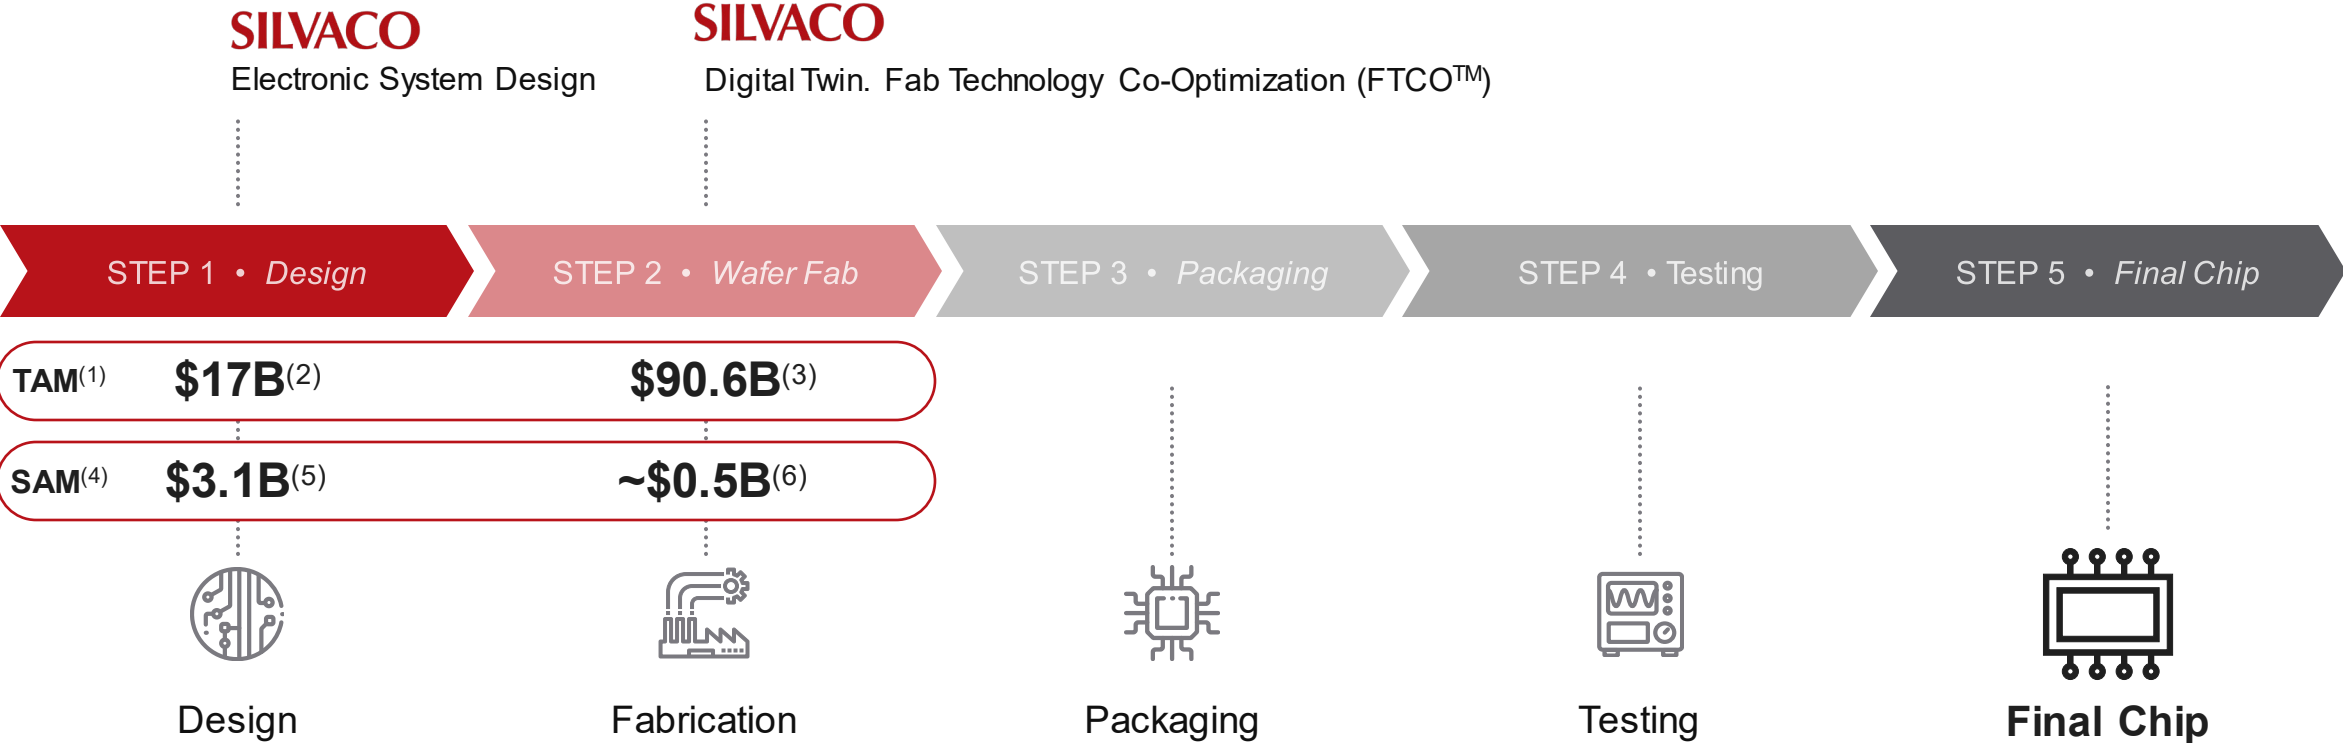 SILVACO
Electronic System Design
SILVACO
Digital Twin. Fab Technology Co-Optimization (FTCO™)
STEP 1 • Design
STEP 2 • Wafer Fab
STEP 3 • Packaging
STEP 4 • Testing
STEP 5 • Final Chip
TAM(1) $17B(2) $90.6B(3)
SAM(4) $3.1B(5) ~$0.5B(6)
Design
Fabrication
Packaging
Testing
Final Chip